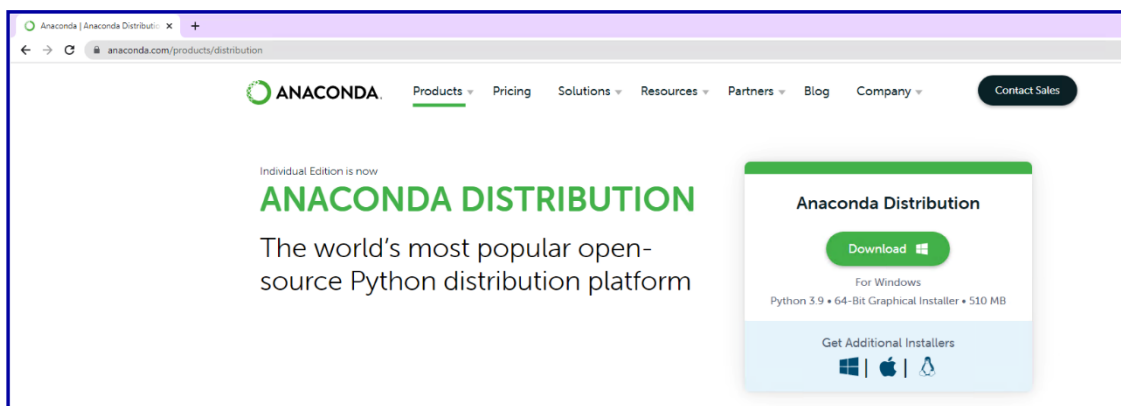 Anaconda | Anaconda Distributic
anaconda.com/products/distribution
ANACONDA.
Products Pricing Solutions Resources Partners Blog Company Contact Sales
Individual Edition is now
ANACONDA DISTRIBUTION
The world's most popular open-
source Python distribution platform
Anaconda Distribution
Download
For Windows
Python 3.9 • 64-Bit Graphical Installer • 510 MB
Get Additional Installers